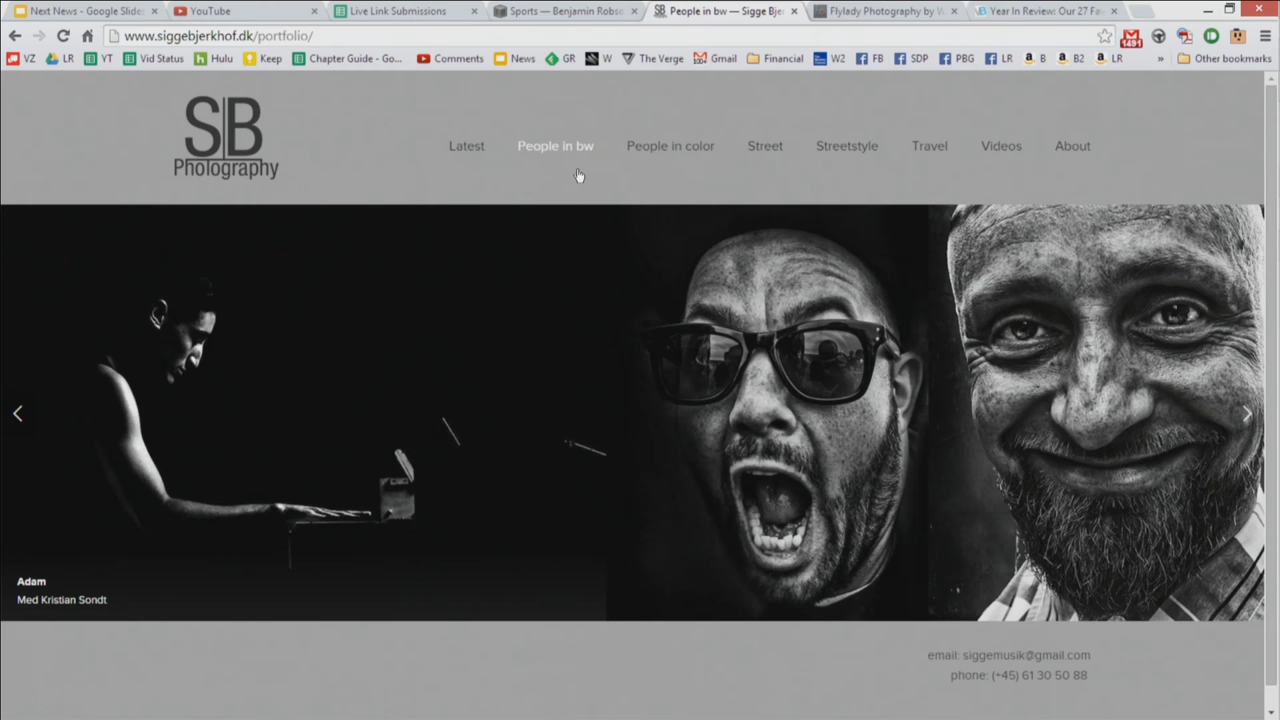 Next News - Google Slide
YouTube
Live Link Submissions
Sports — Benjamin Robs
People in bw — Sigge Bje
Flylady Photography by W
Year In Review: Our 27 Fa
www.siggebjerkhof.dk/portfolio/
1491
VZ
LR
YT
Vid Status
Hulu
Keep
Chapter Guide - Go...
Comments
News
GR
W
The Verge
Gmail
Financial
W2
FB
SDP
PBG
LR
B
B2
LR
»
Other bookmarks
SB
Photography
Latest
People in bw
People in color
Street
Streetstyle
Travel
Videos
About
Adam
Med Kristian Sondt
email: siggemusik@gmail.com
phone: (+45) 61 30 50 88